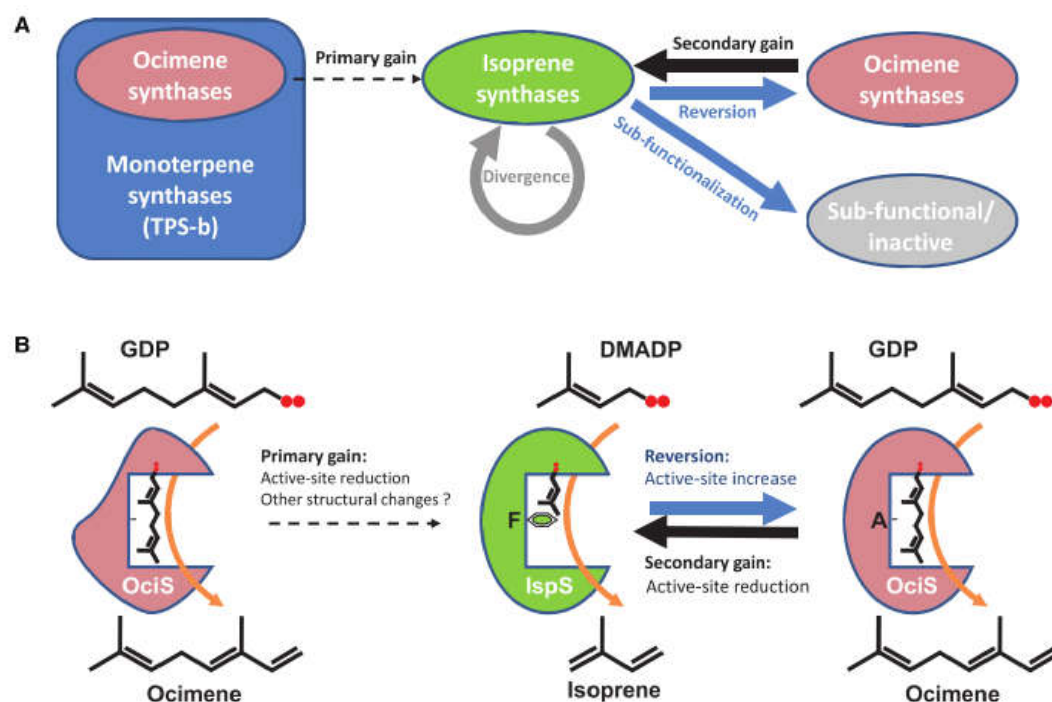 A
Ocimene
synthases
Monoterpene
synthases
(TPS-b)
Primary gain
Isoprene
synthases
Divergence
Secondary gain
Reversion
Sub-functionalization
Ocimene
synthases
Sub-functional/
inactive
B
GDP
Primary gain:
Active-site reduction
Other structural changes ?
OciS
Ocimene
DMADP
F
IspS
Isoprene
Reversion:
Active-site increase
Secondary gain:
Active-site reduction
GDP
A
OciS
Ocimene